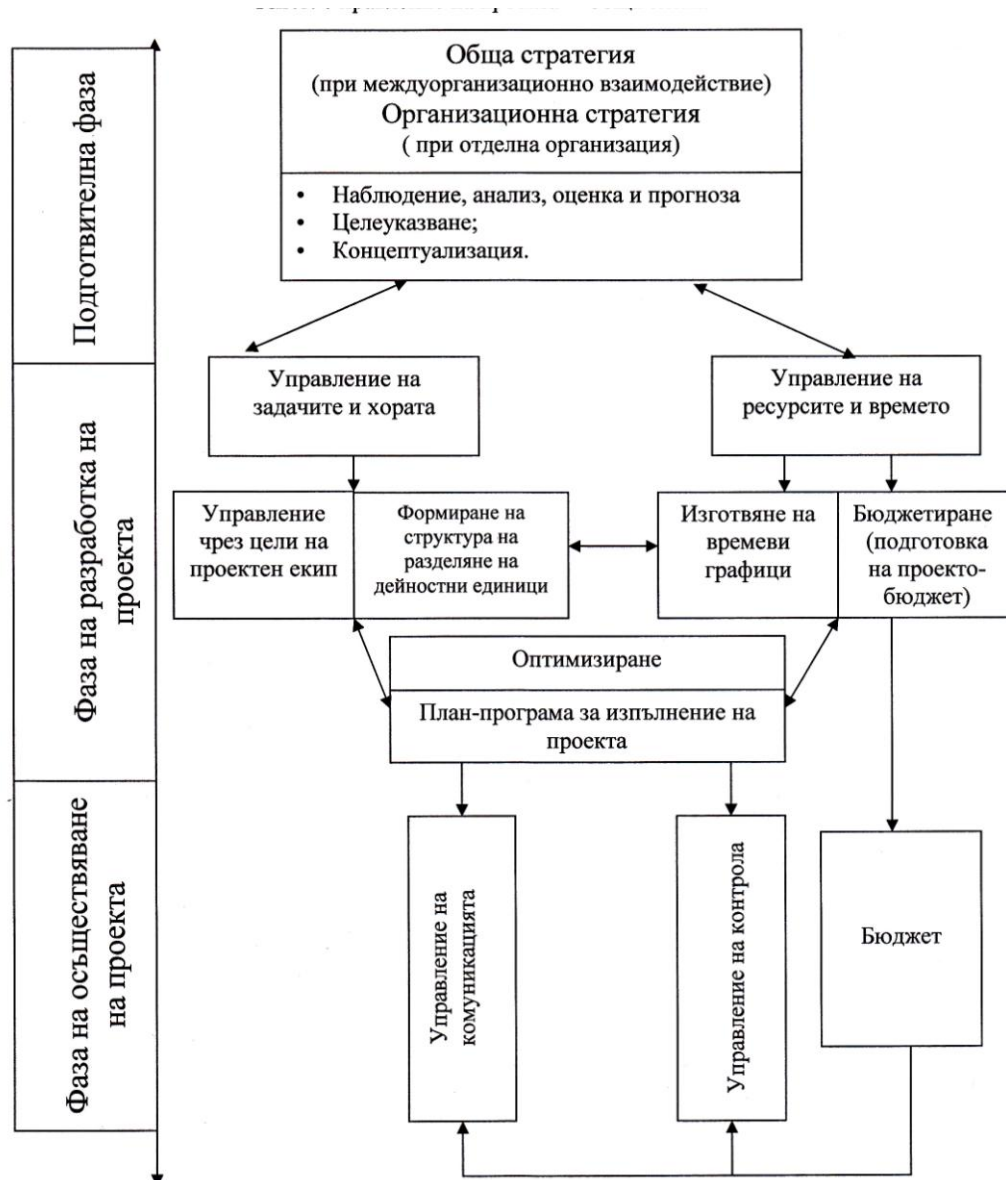 Обща стратегия
(при междуорганизационно взаимодействие)
Организационна стратегия
( при отделна организация)
• Наблюдение, анализ, оценка и прогноза
• Целеуказване;
• Концептуализация.
Подготвителна фаза
Управление на
задачите и хората
Управление на
ресурсите и времето
Фаза на разработка на
проекта
Управление
чрез цели на
проектен екип
Формиране на
структура на
разделяне на
дейностни единици
Изготвяне на
времеви
графици
Бюджетиране
(подготовка
на проекто-
бюджет)
Оптимизиране
План-програма за изпълнение на
проекта
Фаза на осъществяване
на проекта
Управление на
комуникацията
Управление на контрола
Бюджет